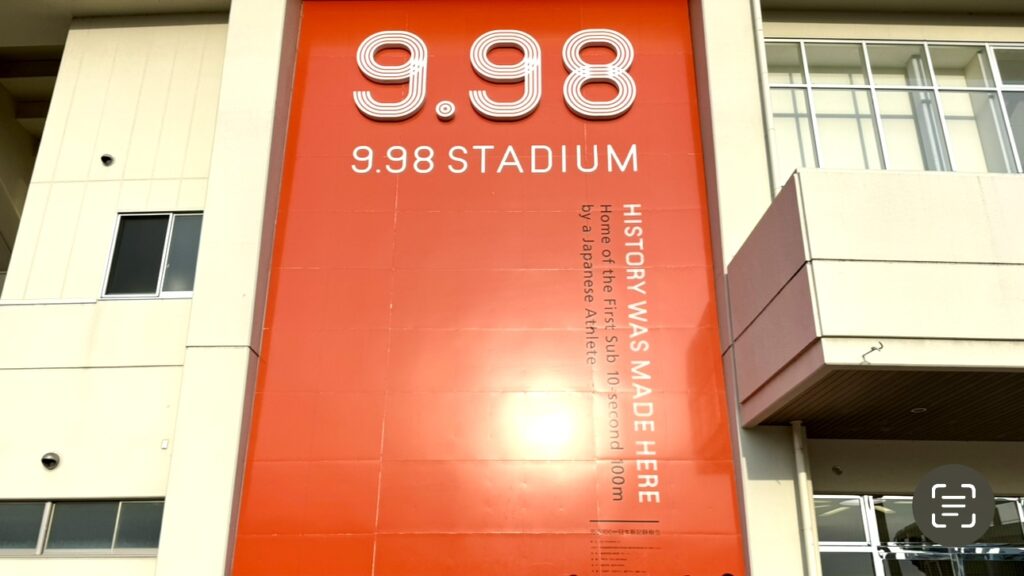 9.98
9.98 STADIUM
HISTORY WAS MADE HERE
Home of the First Sub 10-second 100m
by a Japanese Athlete